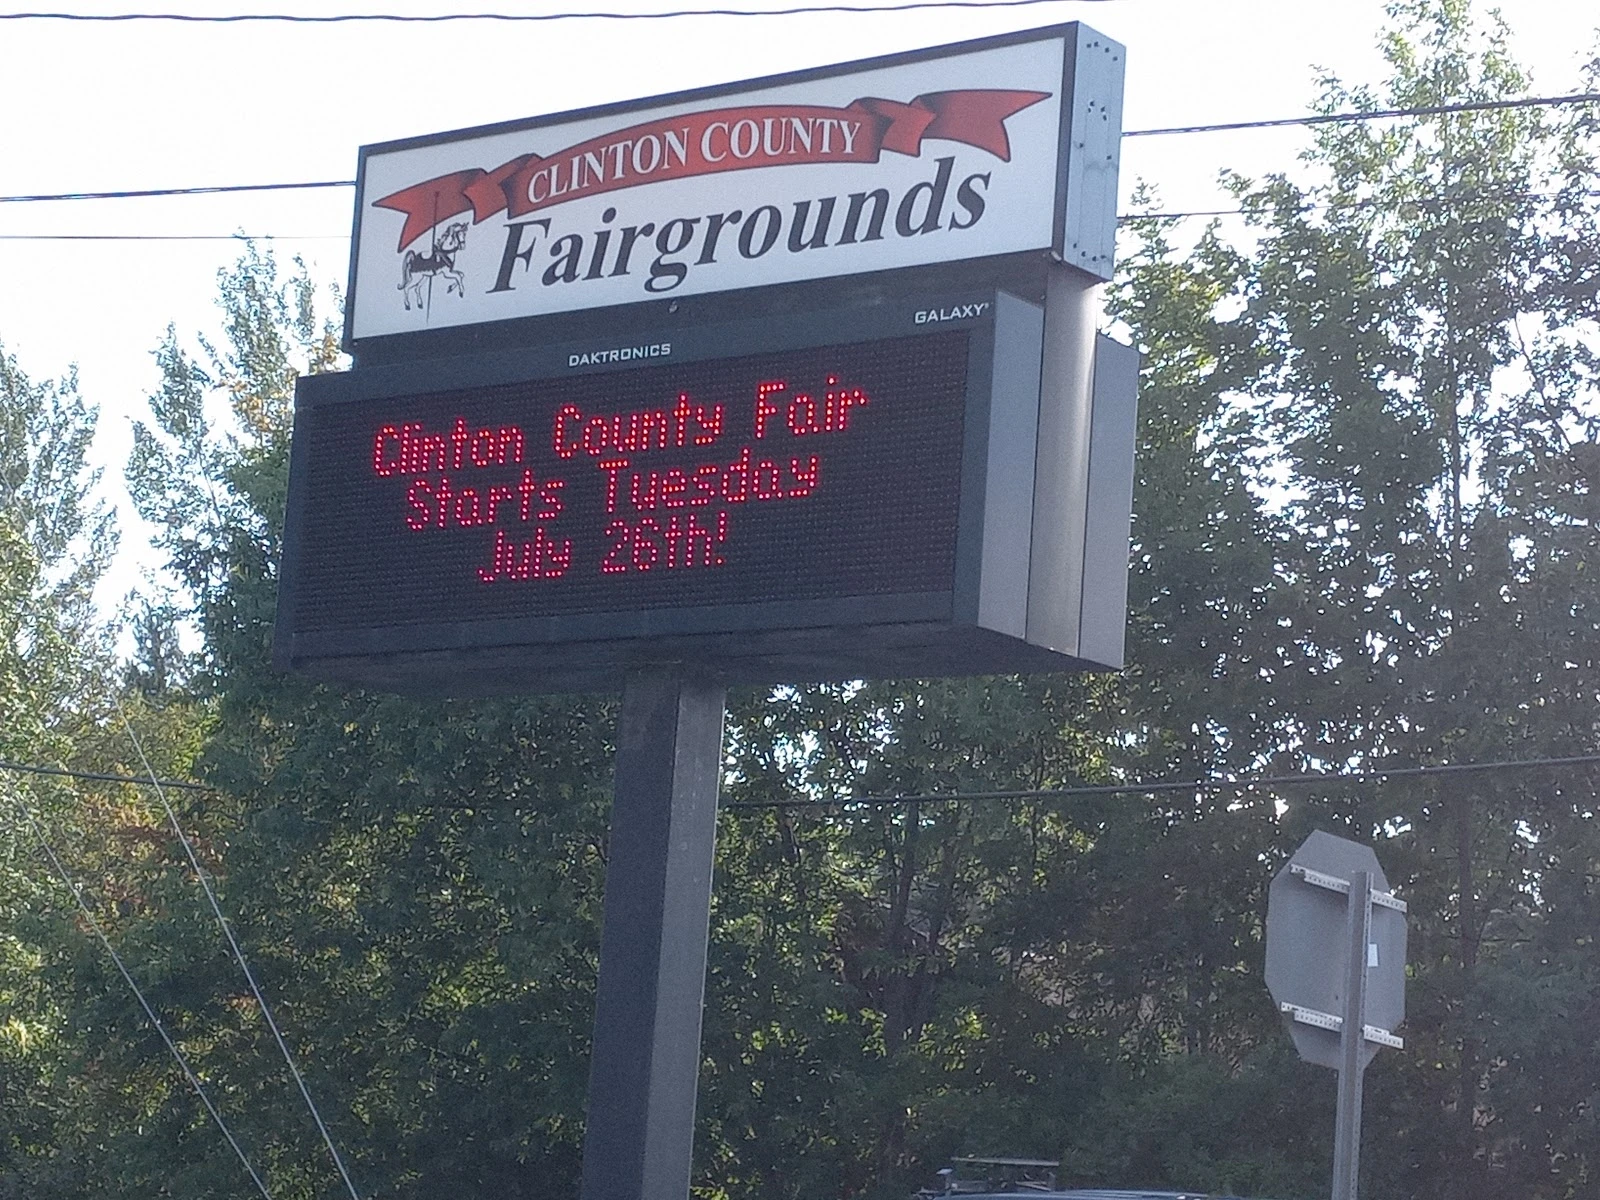 CLINTON COUNTY
Fairgrounds
DAKTRONICS
GALAXY®
Clinton County Fair
Starts Tuesday
July 26th!